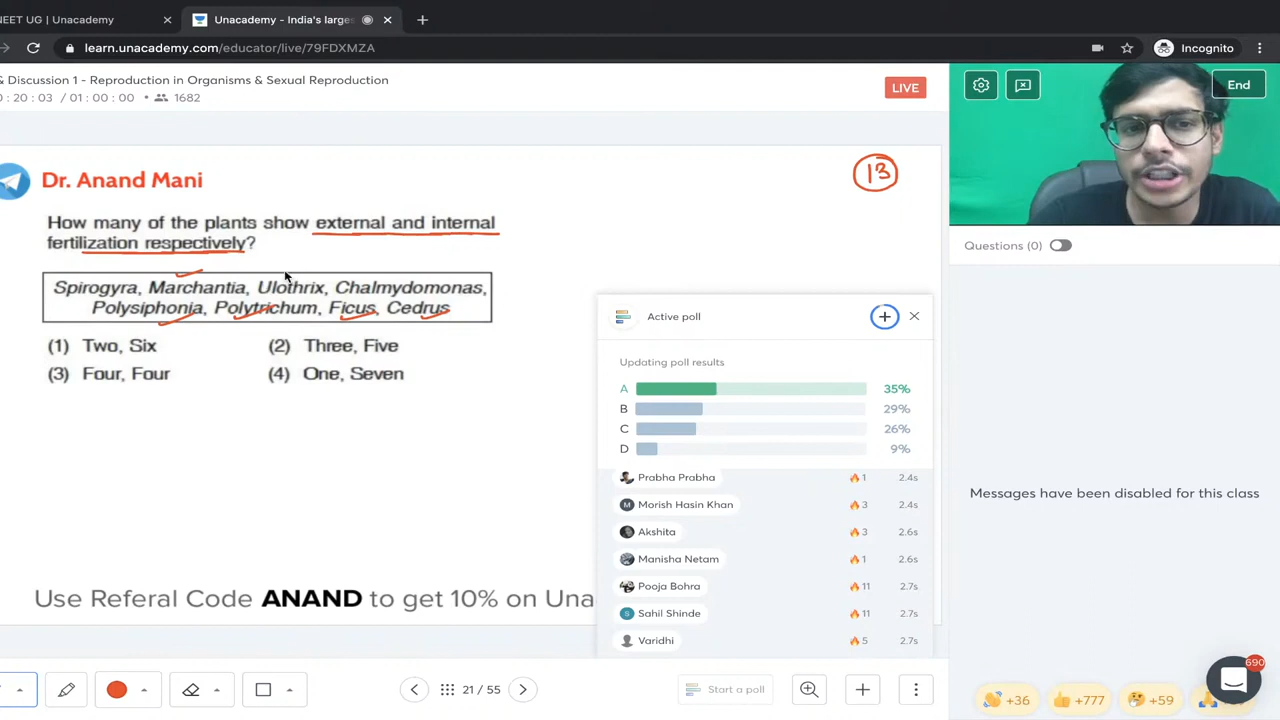 NEET UG | Unacademy
Unacademy - India's larges
learn.unacademy.com/educator/live/79FDXMZA
Incognito
& Discussion 1 - Reproduction in Organisms & Sexual Reproduction
0 : 20 : 03 / 01 : 00 : 00 • 1682
LIVE
End
Dr. Anand Mani
13
Questions (0)
How many of the plants show external and internal
fertilization respectively?
Spirogyra, Marchantia, Ulothrix, Chalmydomonas,
Polysiphonia, Polytrichum, Ficus, Cedrus
(1) Two, Six (2) Three, Five
(3) Four, Four (4) One, Seven
Active poll
Updating poll results
A 35%
B 29%
C 26%
D 9%
Prabha Prabha 1 2.4s
M Morish Hasin Khan 3 2.4s
Akshita 3 2.6s
Manisha Netam 1 2.6s
Pooja Bohra 11 2.7s
S Sahil Shinde 11 2.7s
Varidhi 5 2.7s
Messages have been disabled for this class
Use Referal Code ANAND to get 10% on Una
21 / 55
Start a poll
690
+36 +777 +59